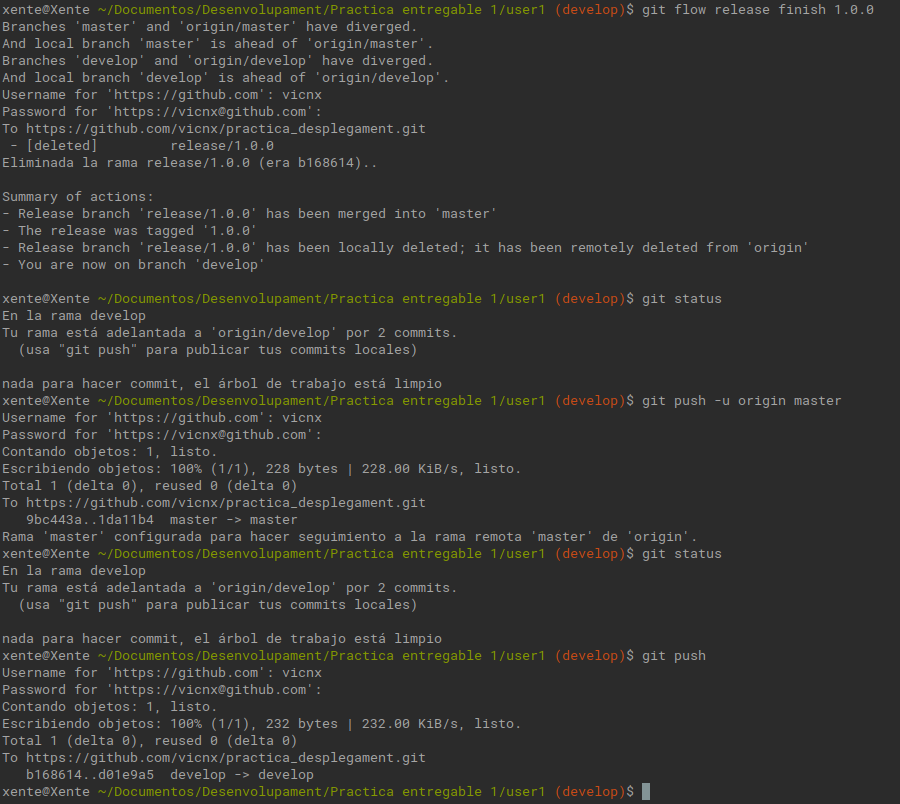 xente@Xente ~/Documentos/Desenvolupament/Practica entregable 1/user1 (develop)$ git flow release finish 1.0.0
Branches 'master' and 'origin/master' have diverged.
And local branch 'master' is ahead of 'origin/master'.
Branches 'develop' and 'origin/develop' have diverged.
And local branch 'develop' is ahead of 'origin/develop'.
Username for 'https://github.com': vicnx
Password for 'https://vicnx@github.com':
To https://github.com/vicnx/practica_desplegament.git
 - [deleted]         release/1.0.0
Eliminada la rama release/1.0.0 (era b168614)..

Summary of actions:
- Release branch 'release/1.0.0' has been merged into 'master'
- The release was tagged '1.0.0'
- Release branch 'release/1.0.0' has been locally deleted; it has been remotely deleted from 'origin'
- You are now on branch 'develop'

xente@Xente ~/Documentos/Desenvolupament/Practica entregable 1/user1 (develop)$ git status
En la rama develop
Tu rama está adelantada a 'origin/develop' por 2 commits.
  (usa "git push" para publicar tus commits locales)

nada para hacer commit, el árbol de trabajo está limpio
xente@Xente ~/Documentos/Desenvolupament/Practica entregable 1/user1 (develop)$ git push -u origin master
Username for 'https://github.com': vicnx
Password for 'https://vicnx@github.com':
Contando objetos: 1, listo.
Escribiendo objetos: 100% (1/1), 228 bytes | 228.00 KiB/s, listo.
Total 1 (delta 0), reused 0 (delta 0)
To https://github.com/vicnx/practica_desplegament.git
   9bc443a..1da11b4  master -> master
Rama 'master' configurada para hacer seguimiento a la rama remota 'master' de 'origin'.
xente@Xente ~/Documentos/Desenvolupament/Practica entregable 1/user1 (develop)$ git status
En la rama develop
Tu rama está adelantada a 'origin/develop' por 2 commits.
  (usa "git push" para publicar tus commits locales)

nada para hacer commit, el árbol de trabajo está limpio
xente@Xente ~/Documentos/Desenvolupament/Practica entregable 1/user1 (develop)$ git push
Username for 'https://github.com': vicnx
Password for 'https://vicnx@github.com':
Contando objetos: 1, listo.
Escribiendo objetos: 100% (1/1), 232 bytes | 232.00 KiB/s, listo.
Total 1 (delta 0), reused 0 (delta 0)
To https://github.com/vicnx/practica_desplegament.git
   b168614..d01e9a5  develop -> develop
xente@Xente ~/Documentos/Desenvolupament/Practica entregable 1/user1 (develop)$